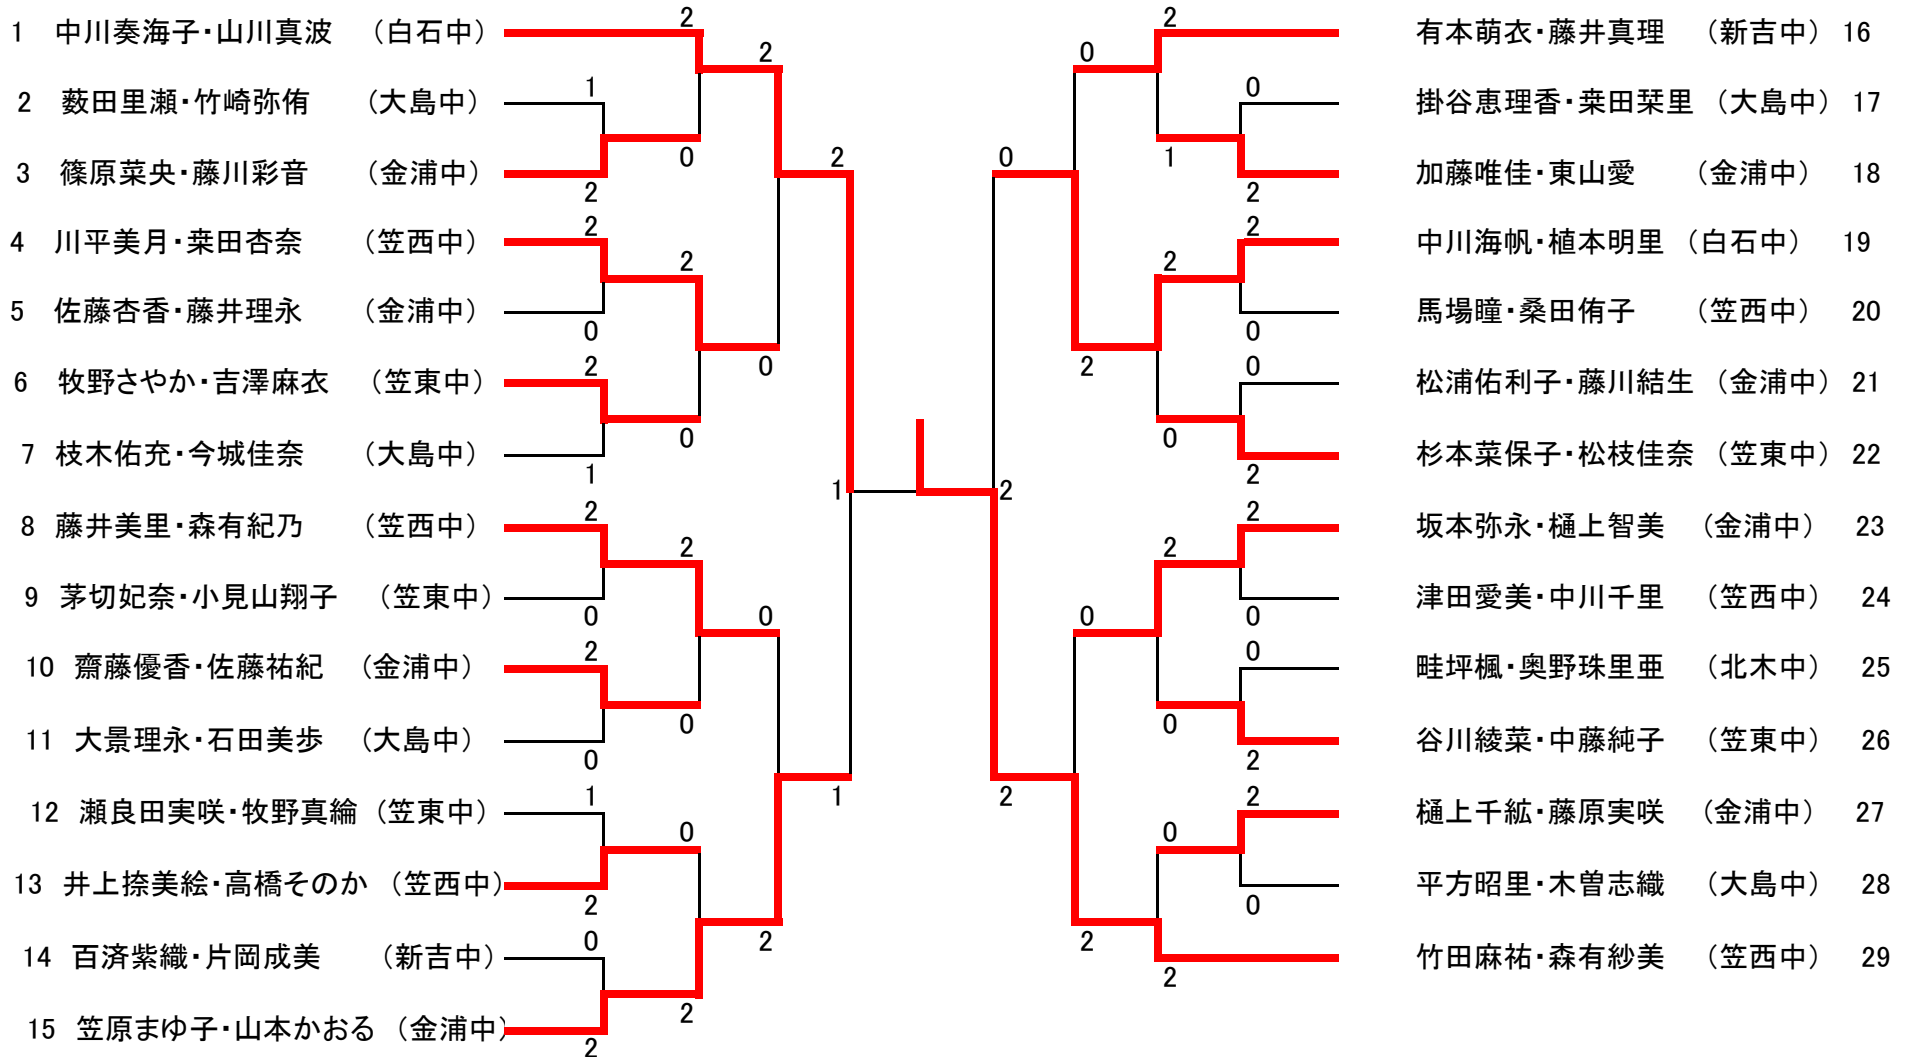 1 中川奏海子・山川真波 （白石中）
2 薮田里瀬・竹崎弥侑 （大島中）
3 篠原菜央・藤川彩音 （金浦中）
4 川平美月・桒田杏奈 （笠西中）
5 佐藤杏香・藤井理永 （金浦中）
6 牧野さやか・吉澤麻衣 （笠東中）
7 枝木佑充・今城佳奈 （大島中）
8 藤井美里・森有紀乃 （笠西中）
9 茅切妃奈・小見山翔子 （笠東中）
10 齋藤優香・佐藤祐紀 （金浦中）
11 大景理永・石田美歩 （大島中）
12 瀬良田実咲・牧野真綸 （笠東中）
13 井上捺美絵・高橋そのか （笠西中）
14 百済紫織・片岡成美 （新吉中）
15 笠原まゆ子・山本かおる （金浦中）
1
2
2
0
2
1
2
0
2
0
1
2
0
2
2
0
2
0
2
0
0
2
2
0
0
2
2
1
1
2
0
2
0
2
0
2
2
1
2
0
2
0
0
2
0
2
0
0
2
2
0
0
2
2
0
有本萌衣・藤井真理 （新吉中） 16
掛谷恵理香・桒田栞里 （大島中） 17
加藤唯佳・東山愛 （金浦中） 18
中川海帆・植本明里 （白石中） 19
馬場瞳・桑田侑子 （笠西中） 20
松浦佑利子・藤川結生 （金浦中） 21
杉本菜保子・松枝佳奈 （笠東中） 22
坂本弥永・樋上智美 （金浦中） 23
津田愛美・中川千里 （笠西中） 24
畦坪楓・奥野珠里亜 （北木中） 25
谷川綾菜・中藤純子 （笠東中） 26
樋上千紘・藤原実咲 （金浦中） 27
平方昭里・木曽志織 （大島中） 28
竹田麻祐・森有紗美 （笠西中） 29